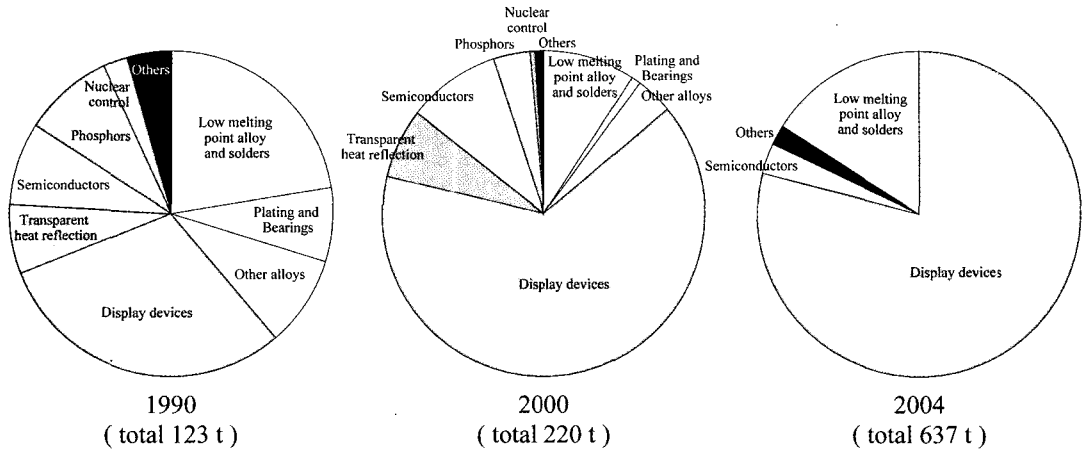 Others
Nuclear
control
Phosphors
Semiconductors
Transparent
heat reflection
Low melting
point alloy
and solders
Plating and
Bearings
Other alloys
Display devices
1990
( total 123 t )
Nuclear
control
Phosphors
Others
Semiconductors
Transparent
heat reflection
Low melting
point alloy
and solders
Plating and
Bearings
Other alloys
Display devices
2000
( total 220 t )
Low melting
point alloy
and solders
Others
Semiconductors
Display devices
2004
( total 637 t )